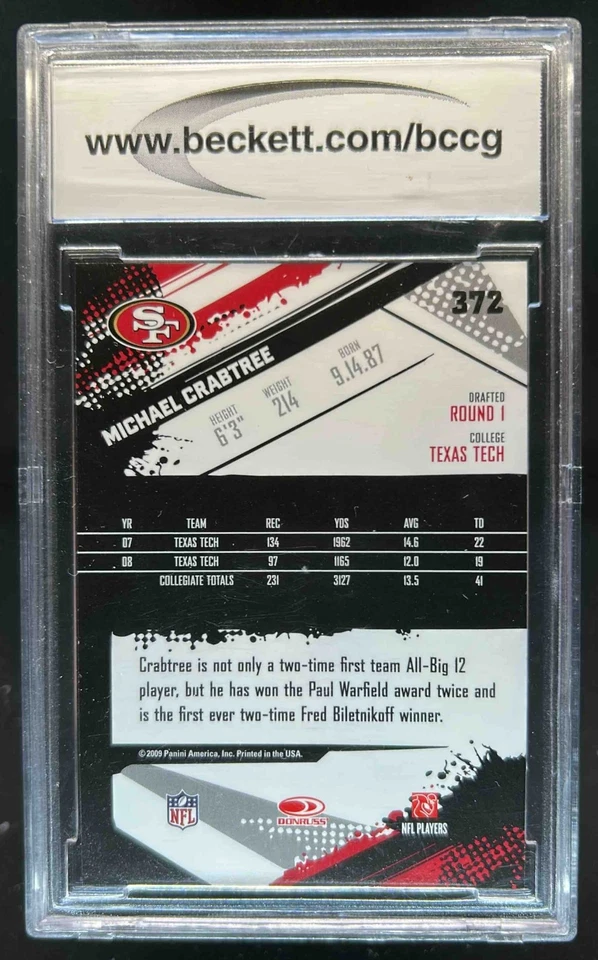 www.beckett.com/bccg
SF
372
MICHAEL CRABTREE
HEIGHT
6'3"
WEIGHT
214
BORN
9.14.87
DRAFTED
ROUND 1
COLLEGE
TEXAS TECH
YR TEAM REC YDS AVG TD
07 TEXAS TECH 134 1962 14.6 22
08 TEXAS TECH 97 1165 12.0 19
COLLEGIATE TOTALS 231 3127 13.5 41
Crabtree is not only a two-time first team All-Big 12
player, but he has won the Paul Warfield award twice and
is the first ever two-time Fred Biletnikoff winner.
©2009 Panini America, Inc. Printed in the USA.
NFL
DONRUSS
NFL PLAYERS